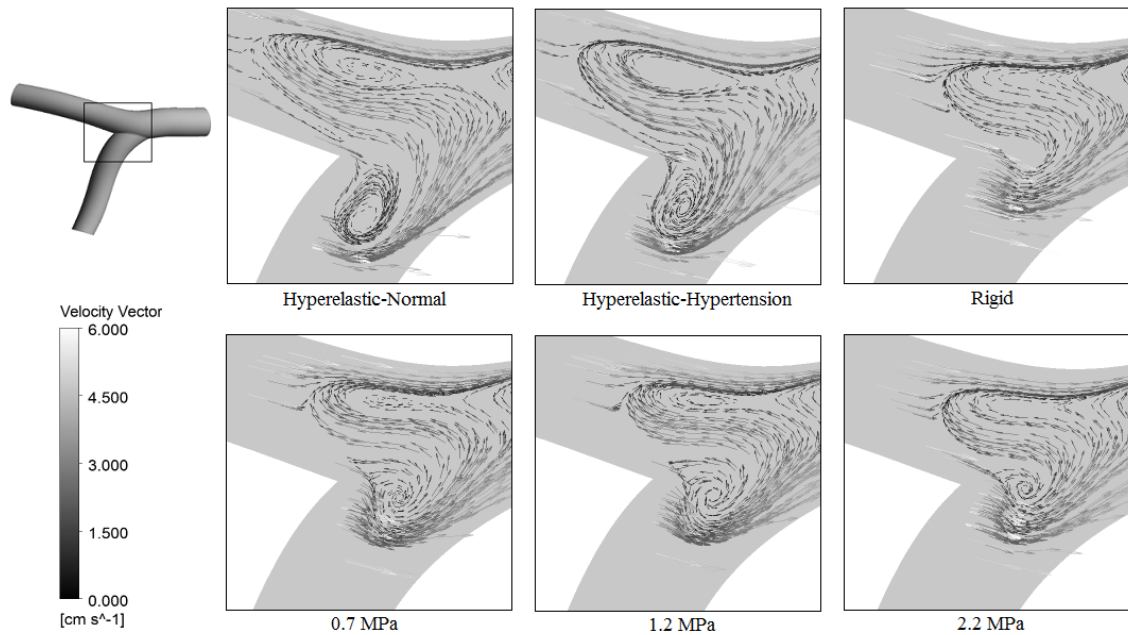 Hyperelastic-Normal
Hyperelastic-Hypertension
Rigid
Velocity Vector
6.000
4.500
3.000
1.500
0.000
[cm s^-1]
0.7 MPa
1.2 MPa
2.2 MPa